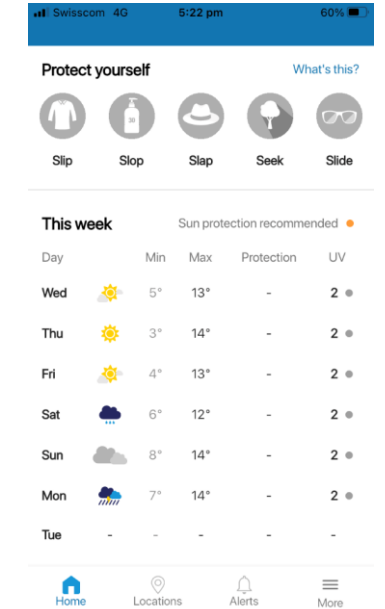 Swisscom 4G 5:22 pm 60%
Protect yourself What's this?
30
Slip Slop Slap Seek Slide
This week Sun protection recommended
Day Min Max Protection UV
Wed 5° 13° - 2
Thu 3° 14° - 2
Fri 4° 13° - 2
Sat 6° 12° - 2
Sun 8° 14° - 2
Mon 7° 14° - 2
Tue - - - - -
Home Locations Alerts More